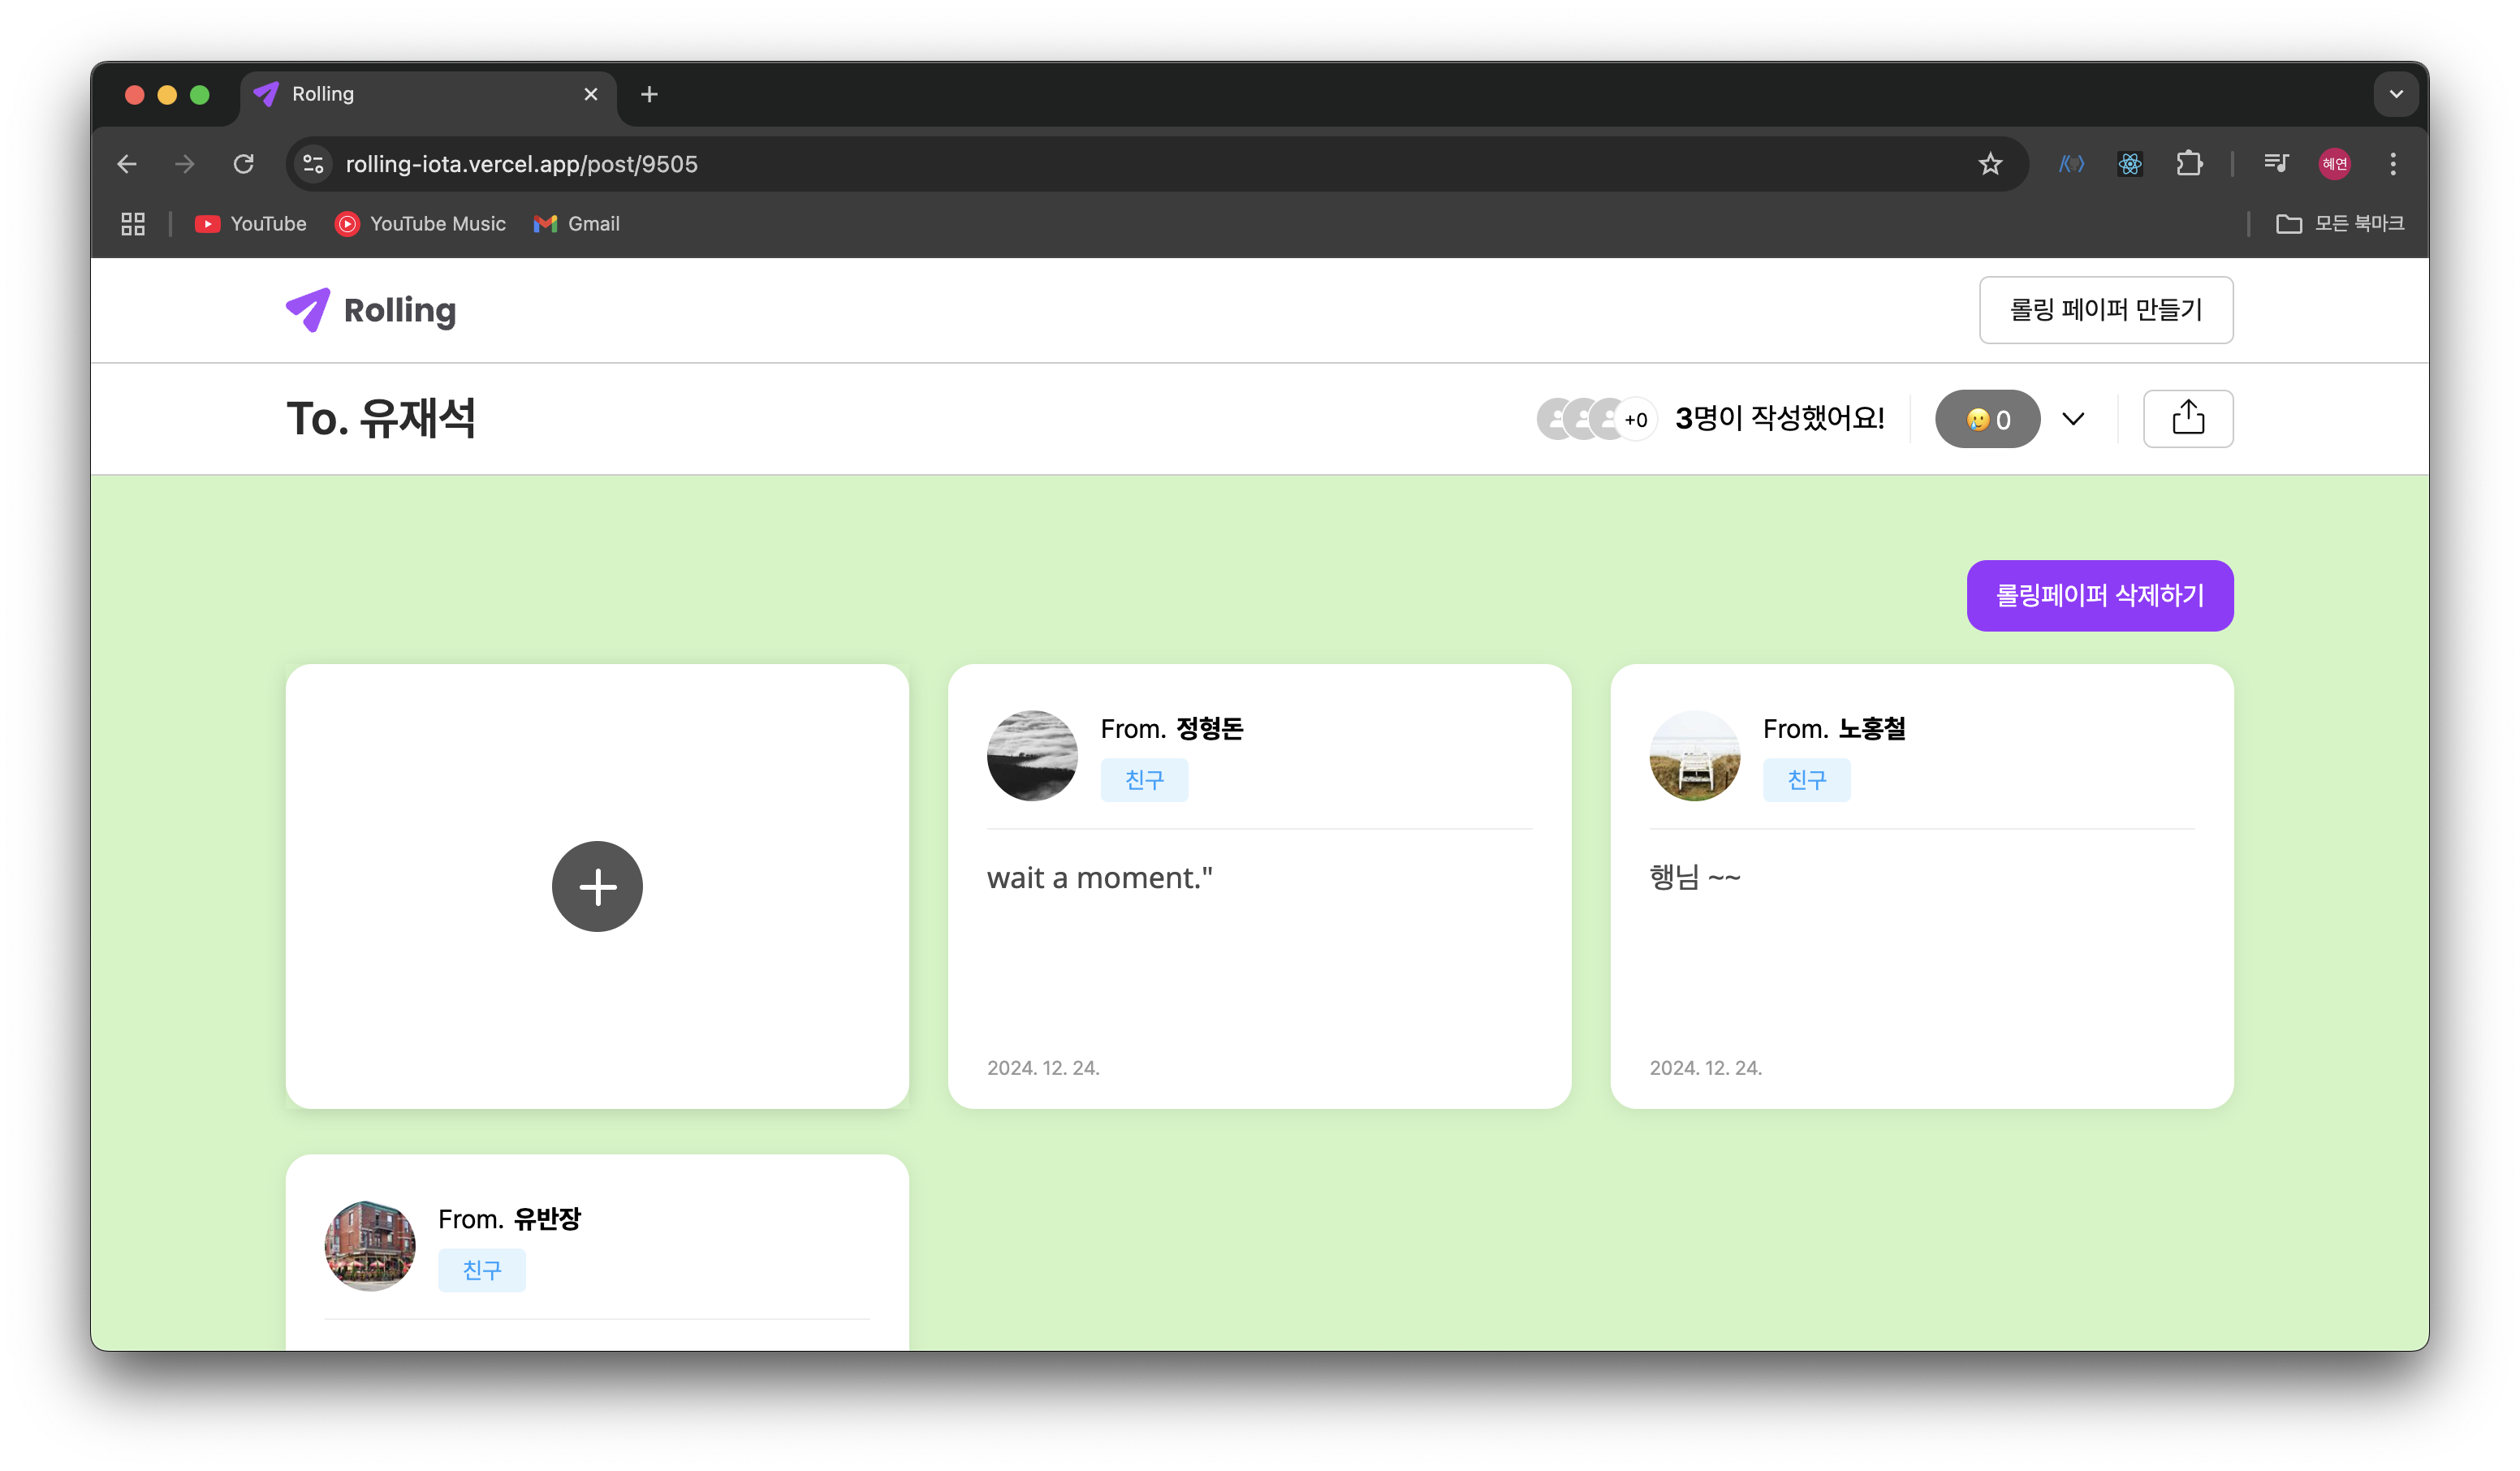 Rolling
rolling-iota.vercel.app/post/9505
혜연
YouTube
YouTube Music
Gmail
모든 북마크
Rolling
롤링 페이퍼 만들기
To. 유재석
+0
3명이 작성했어요!
🥲 0
롤링페이퍼 삭제하기
From. 정형돈
친구
wait a moment."
2024. 12. 24.
From. 노홍철
친구
행님 ~~
2024. 12. 24.
From. 유반장
친구